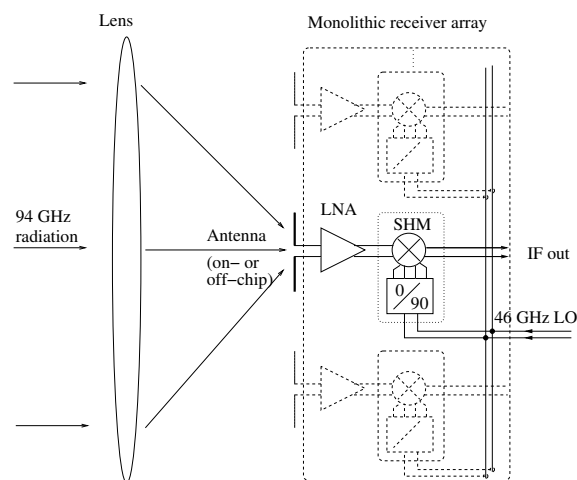 Lens
Monolithic receiver array
94 GHz
radiation
Antenna
(on− or
off−chip)
LNA
SHM
0
90
IF out
46 GHz LO